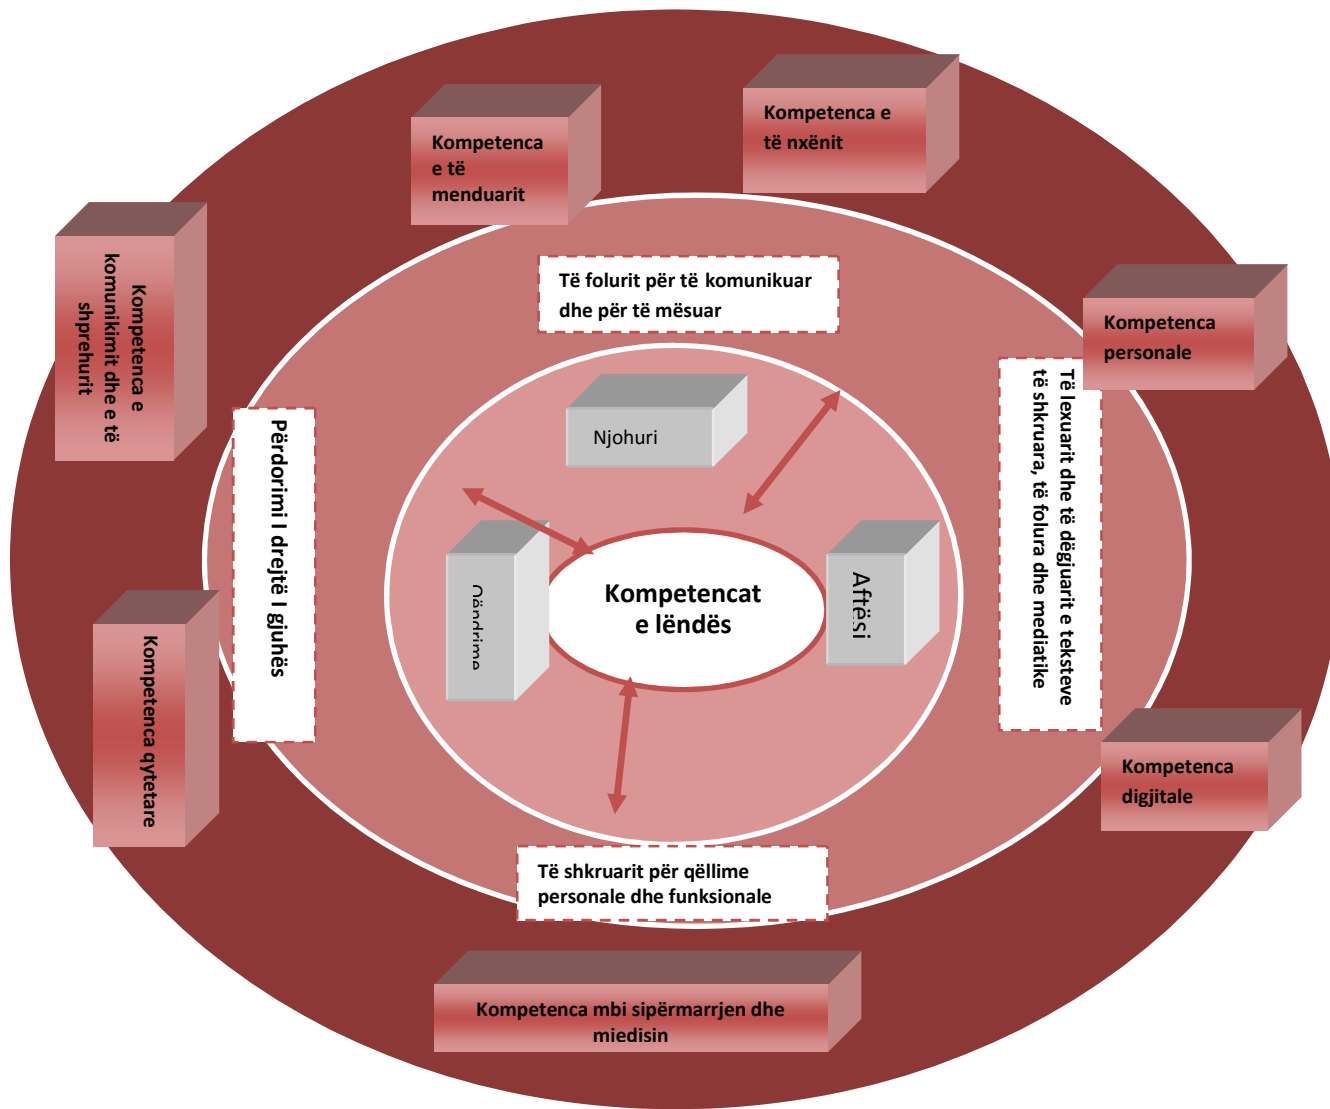 Kompetenca e
të nxënit
Kompetenca
e të
menduarit
Kompetenca e
komunikimit dhe e të
shprehurit
Të folurit për të komunikuar
dhe për të mësuar
Kompetenca
personale
Të lexuarit dhe të dëgjuarit e teksteve
të shkruara, të folura dhe mediatike
Përdorimi I drejtë I gjuhës
Njohuri
Qëndrime
Kompetencat
e lëndës
Aftësi
Kompetenca qytetare
Kompetenca
digjitale
Të shkruarit për qëllime
personale dhe funksionale
Kompetenca mbi sipërmarrjen dhe
miedisin